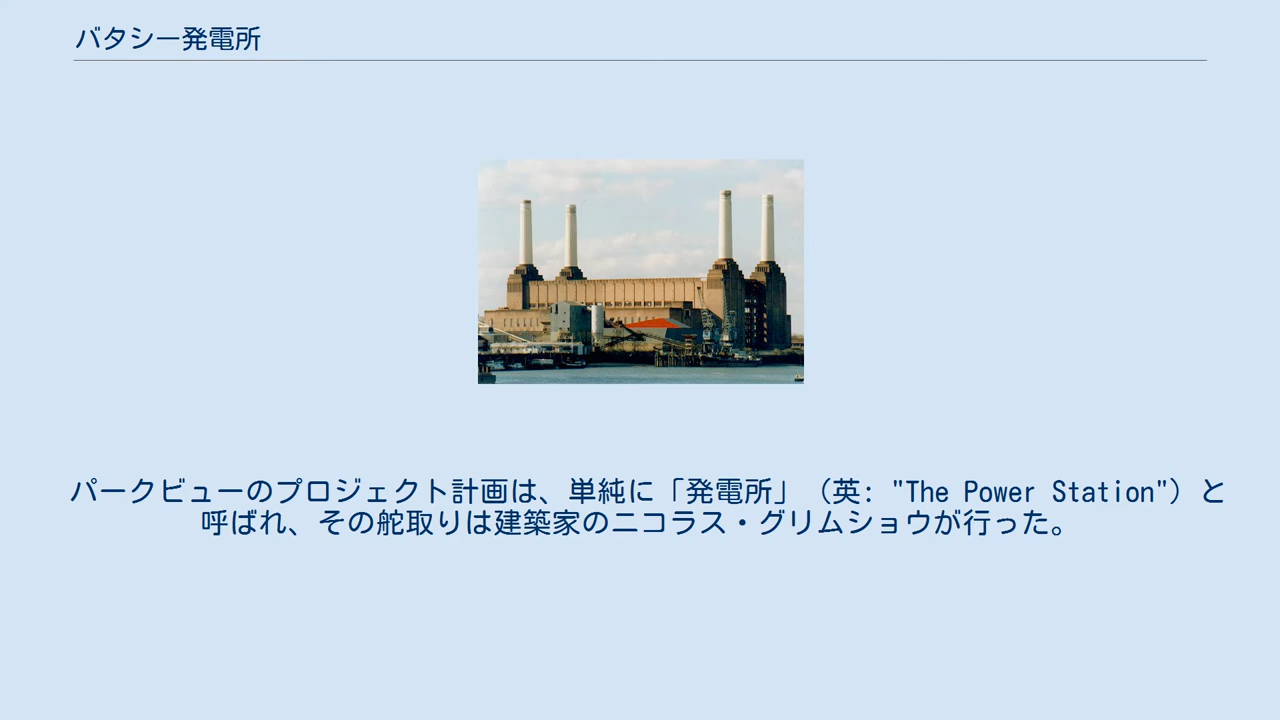 バタシー発電所
パークビューのプロジェクト計画は、単純に「発電所」（英: "The Power Station"）と
呼ばれ、その舵取りは建築家のニコラス・グリムショウが行った。